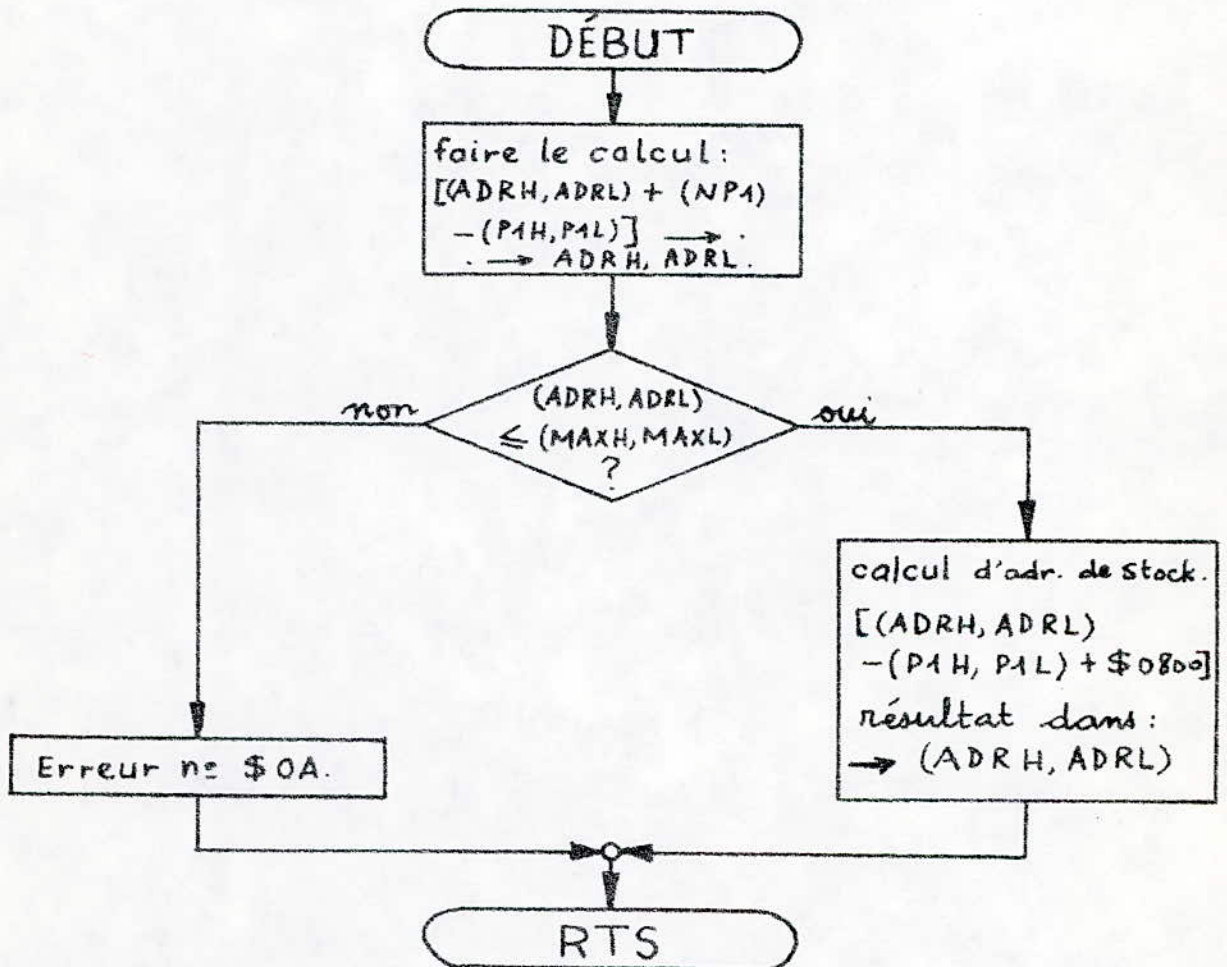 DÉBUT
faire le calcul :
[(ADRH, ADRL) + (NP1)
- (P1H, P1L)] → .
. → ADRH, ADRL.
(ADRH, ADRL)
≤ (MAXH, MAXL)
?
non
oui
calcul d'adr. de stock.
[(ADRH, ADRL)
- (P1H, P1L) + $0800]
résultat dans :
→ (ADRH, ADRL)
Erreur nº $0A.
RTS